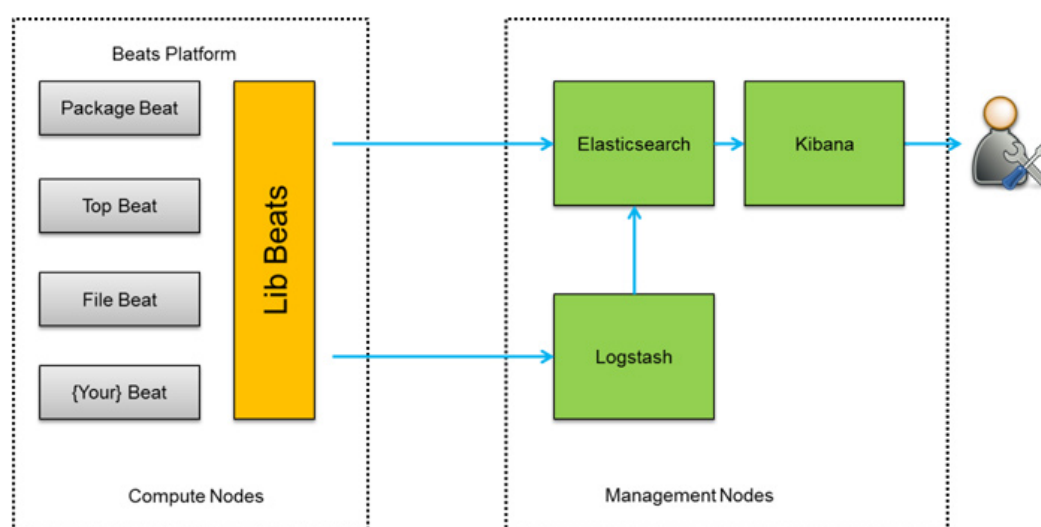 Beats Platform
Package Beat
Top Beat
File Beat
{Your} Beat
Lib Beats
Compute Nodes
Elasticsearch
Kibana
Logstash
Management Nodes